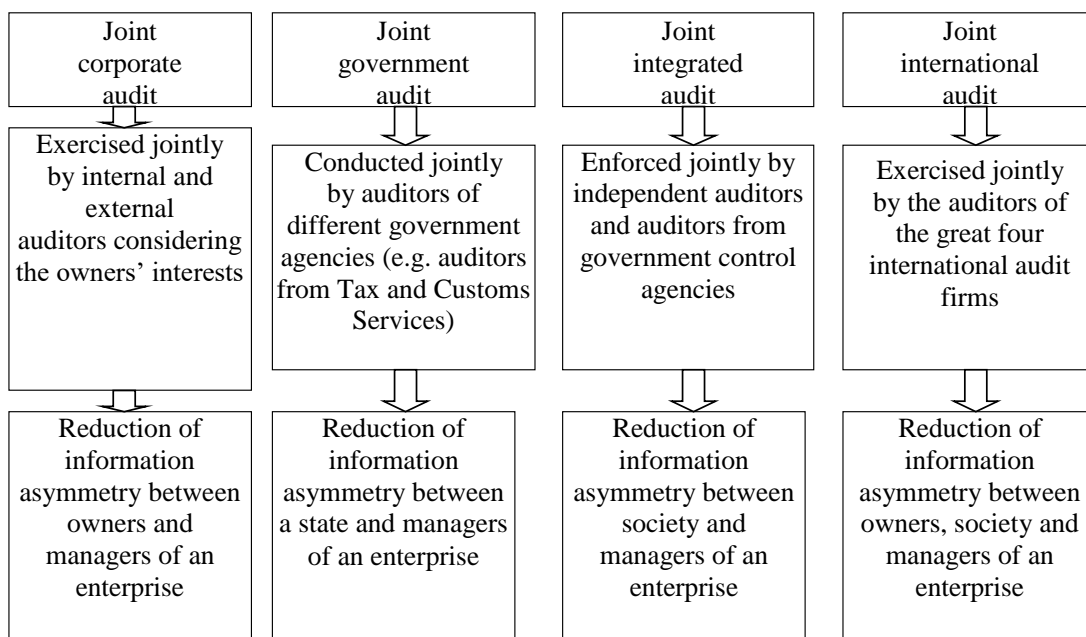 Joint
corporate
audit
Joint
government
audit
Joint
integrated
audit
Joint
international
audit
Exercised jointly
by internal and
external
auditors considering
the owners’ interests
Conducted jointly
by auditors of
different government
agencies (e.g. auditors
from Tax and Customs
Services)
Enforced jointly by
independent auditors
and auditors from
government control
agencies
Exercised jointly
by the auditors of
the great four
international audit
firms
Reduction of
information
asymmetry between
owners and
managers of an
enterprise
Reduction of
information
asymmetry between
a state and managers
of an enterprise
Reduction of
information
asymmetry between
society and
managers of an
enterprise
Reduction of
information
asymmetry between
owners, society and
managers of an
enterprise